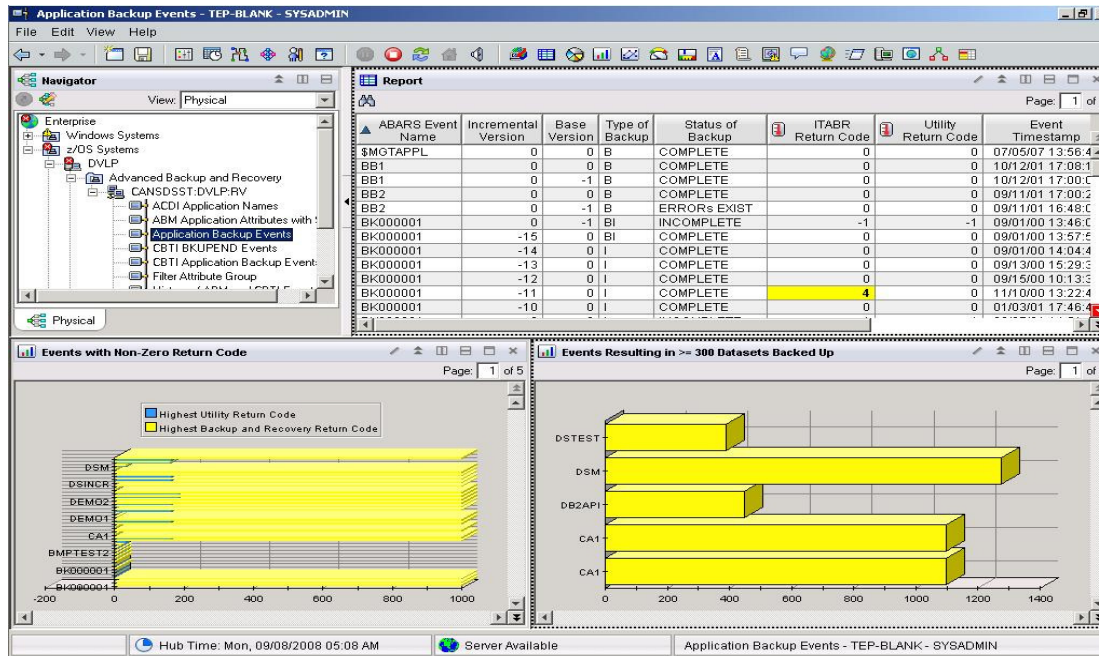 Application Backup Events - TEP-BLANK - SYSADMIN
File Edit View Help
Navigator
View: Physical
Enterprise
Windows Systems
z/OS Systems
DVLP
Advanced Backup and Recovery
CANSDSST:DVLP:RV
ACDI Application Names
ABM Application Attributes with
Application Backup Events
CBTI BKUPEND Events
CBTI Application Backup Event
Filter Attribute Group
Physical
Report
Page: 1 of
ABARS Event Name Incremental Version Base Version Type of Backup Status of Backup ITABR Return Code Utility Return Code Event Timestamp
$MGTAPPL 0 0 B COMPLETE 0 0 07/05/07 13:56:4
BB1 0 0 B COMPLETE 0 0 10/12/01 17:08:1
BB1 0 -1 B COMPLETE 0 0 10/12/01 17:00:0
BB2 0 0 B COMPLETE 0 0 09/11/01 17:00:2
BB2 0 -1 B ERRORs EXIST 0 0 09/11/01 16:48:0
BK000001 0 -1 BI INCOMPLETE -1 -1 09/01/00 13:46:0
BK000001 -15 0 BI COMPLETE 0 0 09/01/00 13:57:5
BK000001 -14 0 I COMPLETE 0 0 09/01/00 14:04:4
BK000001 -13 0 I COMPLETE 0 0 09/13/00 15:29:3
BK000001 -12 0 I COMPLETE 0 0 09/15/00 10:13:3
BK000001 -11 0 I COMPLETE 4 0 11/10/00 13:22:4
BK000001 -10 0 I COMPLETE 0 0 01/03/01 17:46:4
Events with Non-Zero Return Code
Page: 1 of 5
Highest Utility Return Code
Highest Backup and Recovery Return Code
DSM
DSINCR
DEMO2
DEMO1
CA1
BMPTEST2
BK000001
BK000001
-200 0 200 400 600 800 1000
Events Resulting in >= 300 Datasets Backed Up
Page: 1 of
DSTEST
DSM
DB2API
CA1
CA1
0 200 400 600 800 1000 1200 1400
Hub Time: Mon, 09/08/2008 05:08 AM
Server Available
Application Backup Events - TEP-BLANK - SYSADMIN